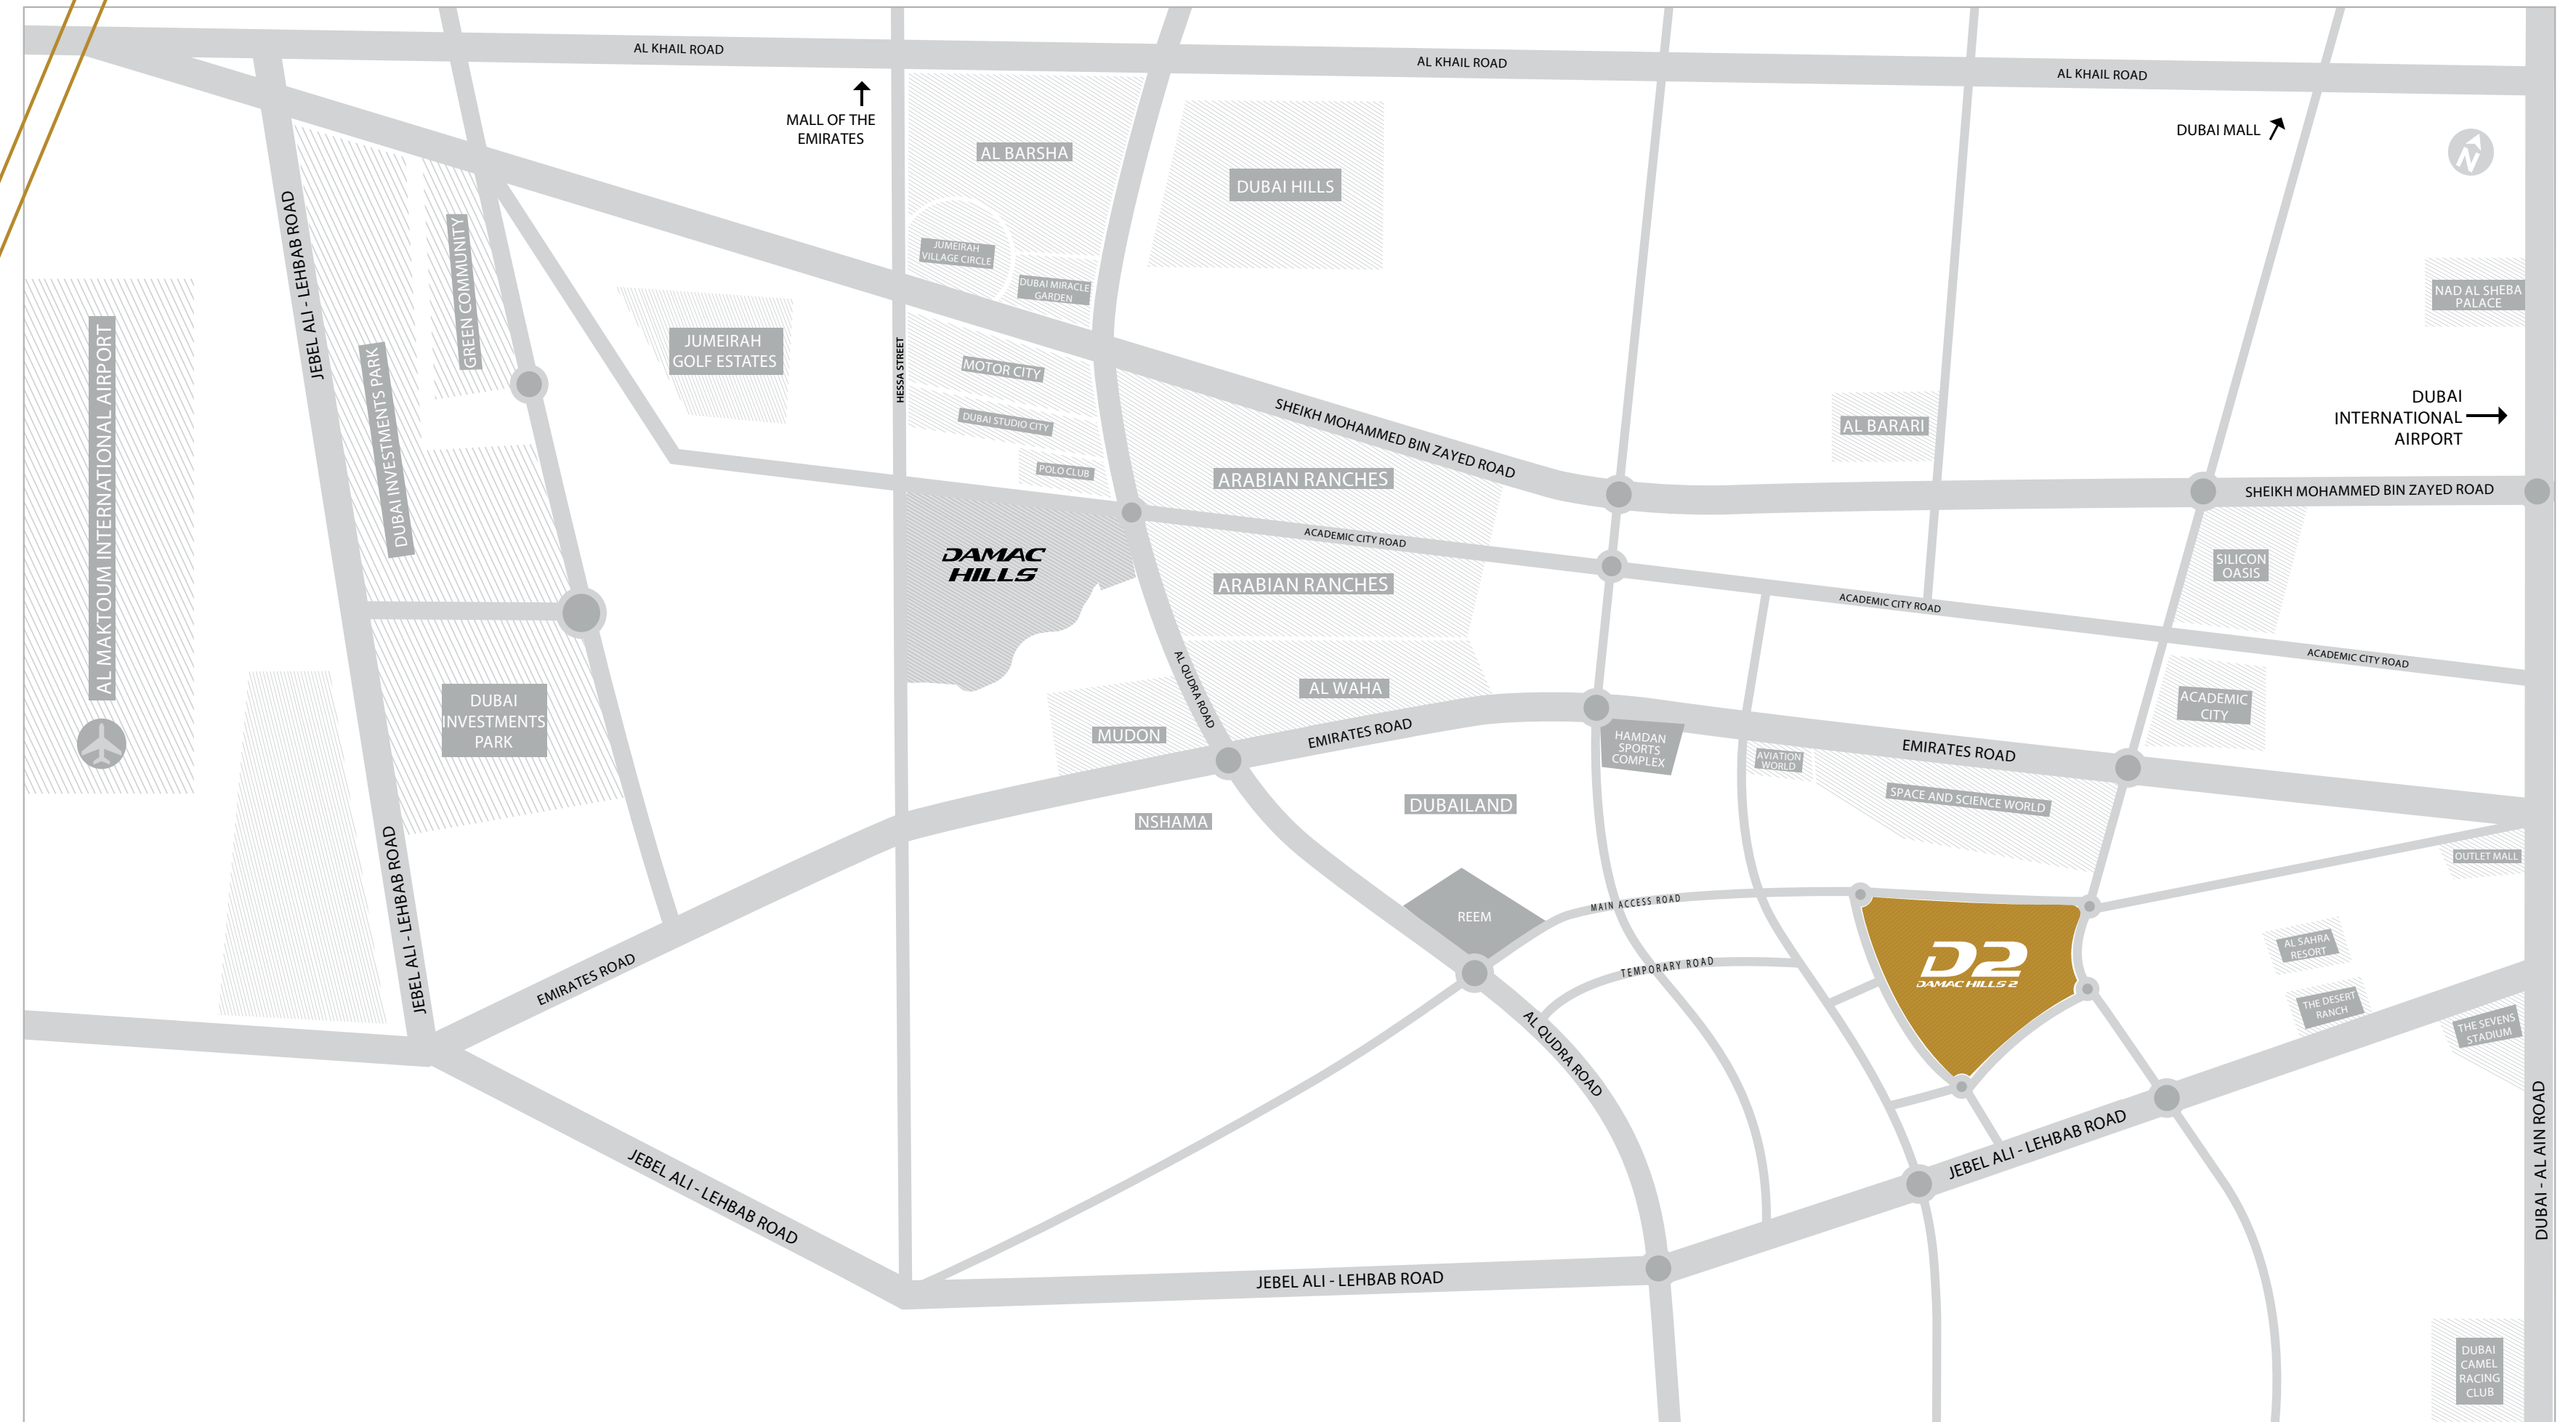 AL KHAIL ROAD
AL KHAIL ROAD
AL KHAIL ROAD
MALL OF THE
EMIRATES
DUBAI MALL
N
AL BARSHA
DUBAI HILLS
JUMEIRAH
VILLAGE CIRCLE
DUBAI MIRACLE
GARDEN
NAD AL SHEBA
PALACE
JEBEL ALI - LEHBAB ROAD
GREEN COMMUNITY
AL MAKTOUM INTERNATIONAL AIRPORT
DUBAI INVESTMENTS PARK
JUMEIRAH
GOLF ESTATES
HESSA STREET
MOTOR CITY
DUBAI STUDIO CITY
POLO CLUB
SHEIKH MOHAMMED BIN ZAYED ROAD
AL BARARI
DUBAI
INTERNATIONAL
AIRPORT
SHEIKH MOHAMMED BIN ZAYED ROAD
ARABIAN RANCHES
ACADEMIC CITY ROAD
DAMAC
HILLS
ARABIAN RANCHES
ACADEMIC CITY ROAD
SILICON
OASIS
ACADEMIC CITY ROAD
AL QUDRA ROAD
AL WAHA
DUBAI
INVESTMENTS
PARK
MUDON
EMIRATES ROAD
HAMDAN
SPORTS
COMPLEX
AVIATION
WORLD
EMIRATES ROAD
ACADEMIC
CITY
SPACE AND SCIENCE WORLD
NSHAMA
DUBAILAND
OUTLET MALL
JEBEL ALI - LEHBAB ROAD
REEM
MAIN ACCESS ROAD
TEMPORARY ROAD
D2
DAMAC HILLS 2
AL SAHRA
RESORT
THE DESERT
RANCH
THE SEVENS
STADIUM
EMIRATES ROAD
AL QUDRA ROAD
JEBEL ALI - LEHBAB ROAD
JEBEL ALI - LEHBAB ROAD
JEBEL ALI - LEHBAB ROAD
DUBAI - AL AIN ROAD
DUBAI
CAMEL
RACING
CLUB